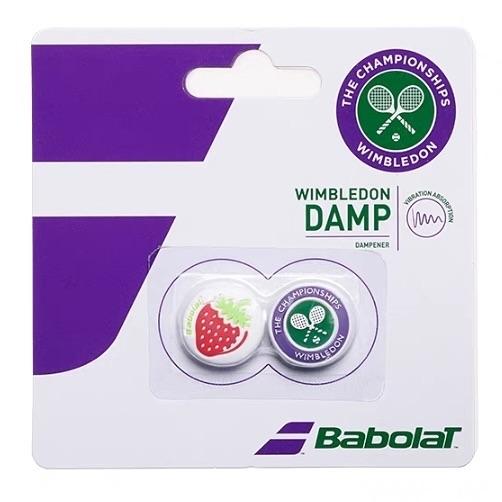 THE CHAMPIONSHIPS
WIMBLEDON
WIMBLEDON
DAMP
DAMPENER
VIBRATION ABSORPTION
Babolat
THE CHAMPIONSHIPS
WIMBLEDON
Babolat